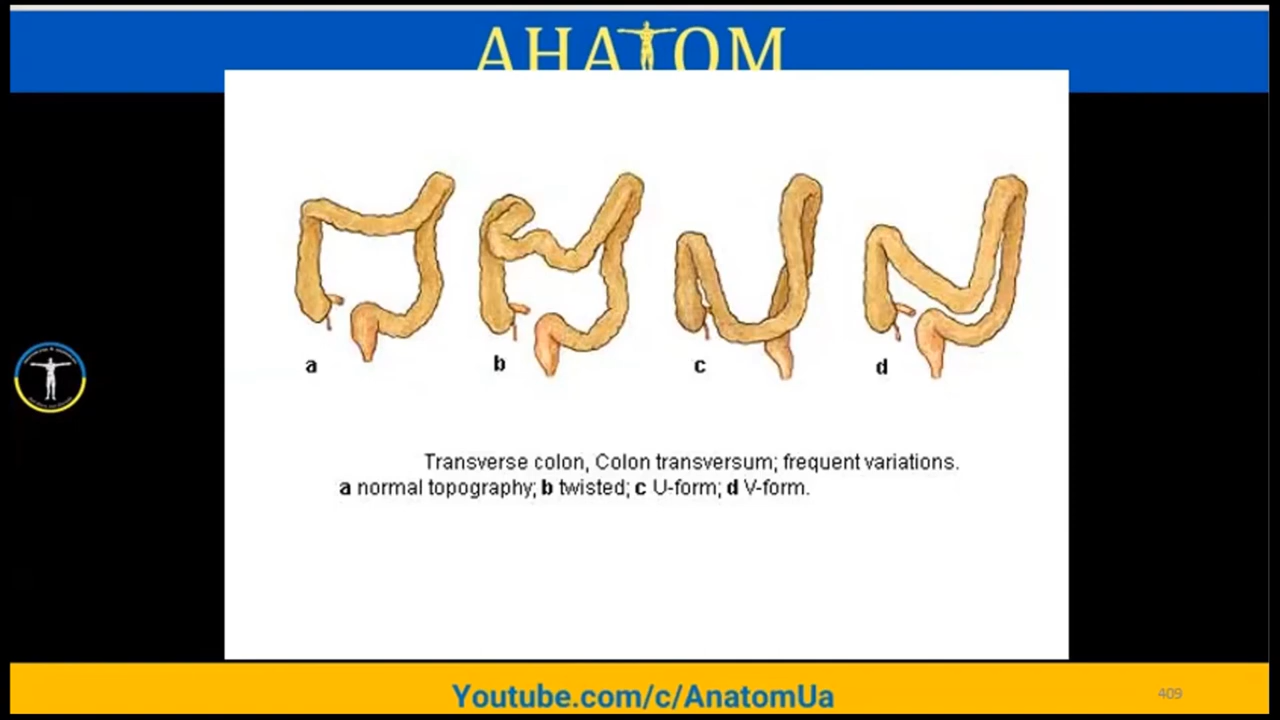 АНАТОМ
a
b
c
d
Transverse colon, Colon transversum; frequent variations.
a normal topography; b twisted; c U-form; d V-form.
Youtube.com/c/AnatomUa
409